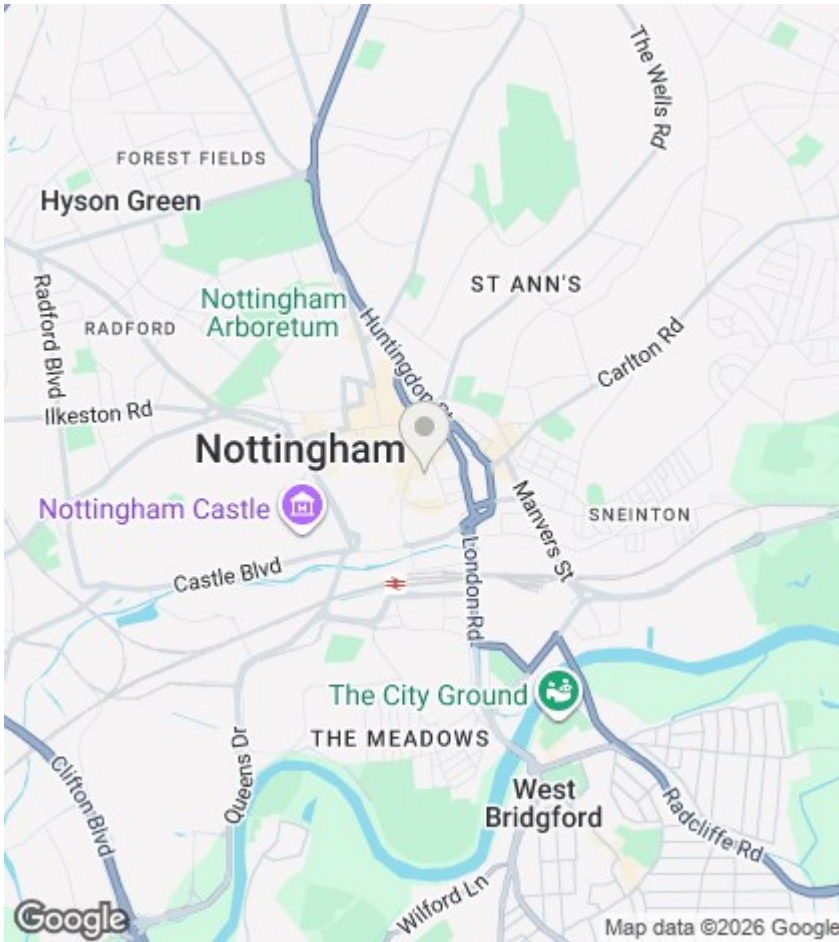 The Wells Rd
FOREST FIELDS
Hyson Green
Nottingham
Arboretum
ST ANN'S
Radford Blvd
RADFORD
Huntingdon St
Carlton Rd
Ilkeston Rd
Nottingham
Nottingham Castle
Manvers St
SNEINTON
Castle Blvd
London Rd
The City Ground
THE MEADOWS
Queens Dr
Clifton Blvd
West
Bridgford
Radcliffe Rd
Wilford Ln
Google
Map data ©2026 Google